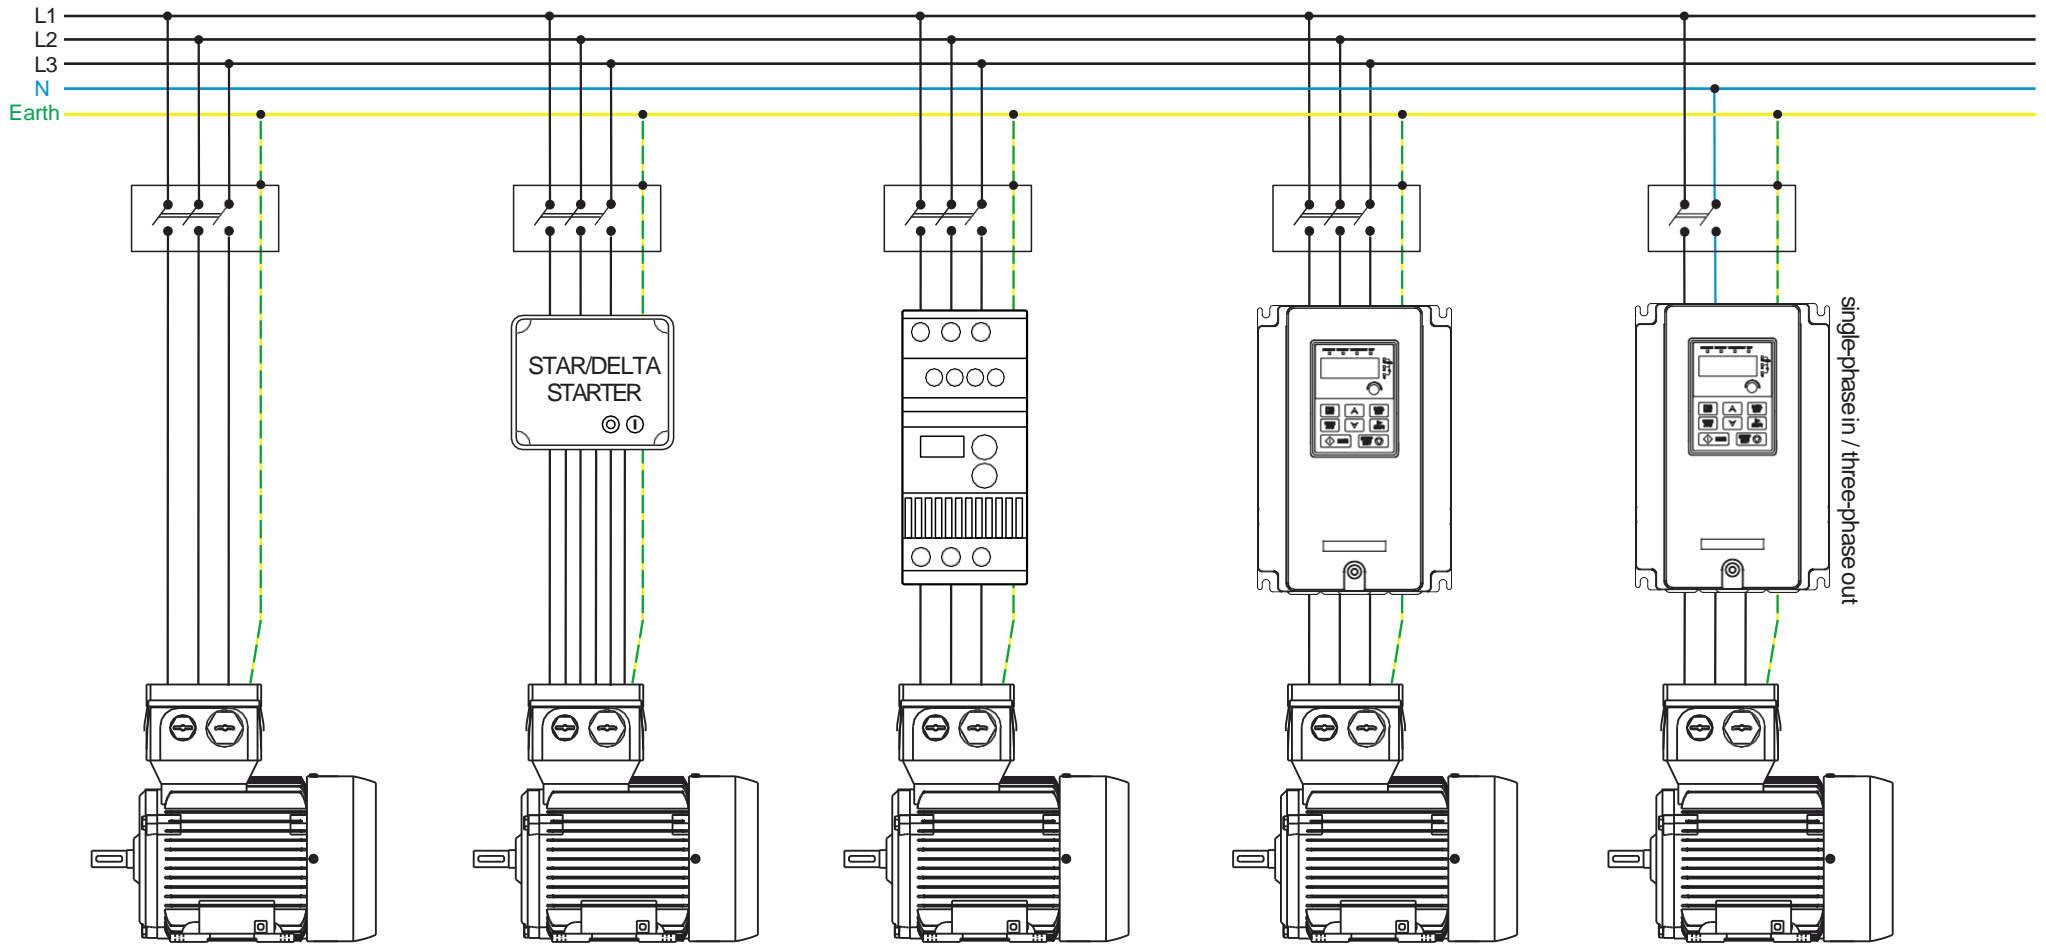 L1
L2
L3
N
Earth
STAR/DELTA
STARTER
single-phase in / three-phase out